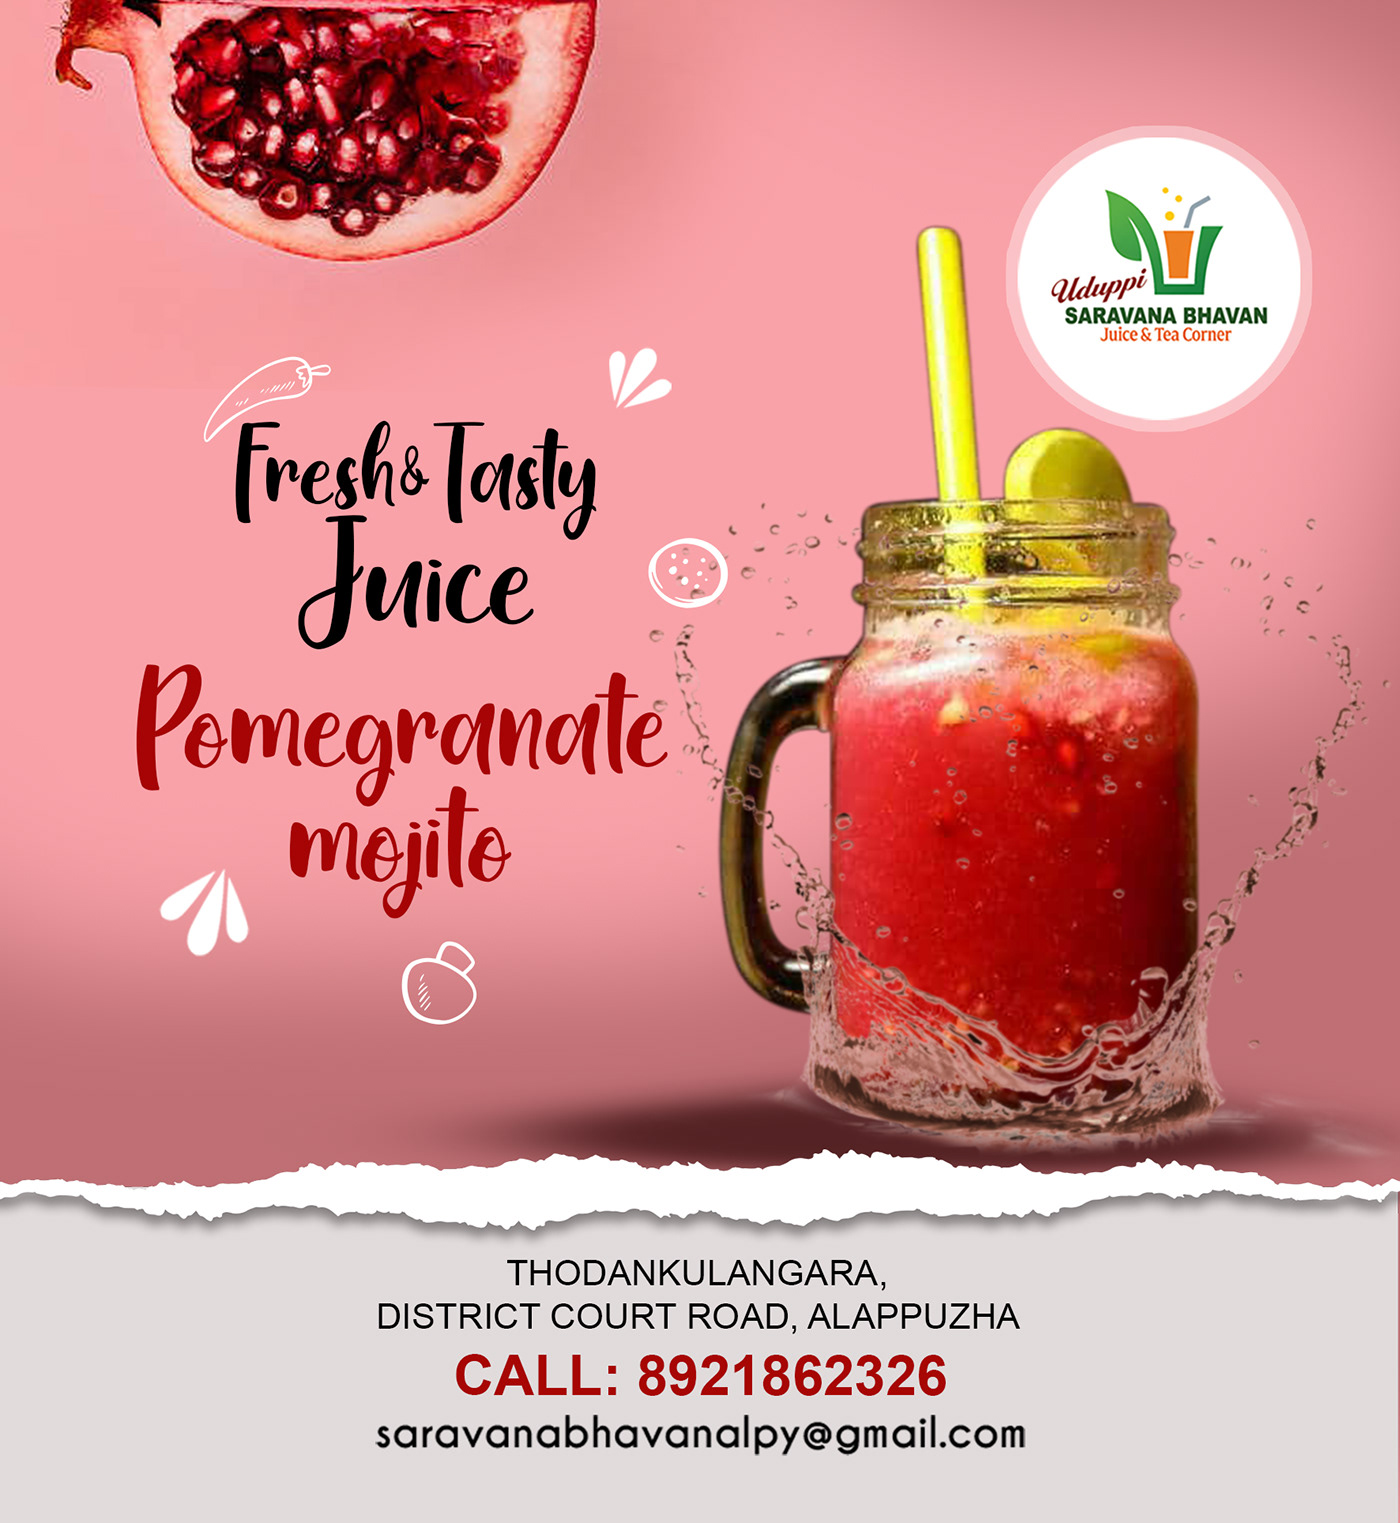 Uduppi
SARAVANA BHAVAN
Juice & Tea Corner
Fresh & Tasty
Juice
Pomegranate
mojito
THODANKULANGARA,
DISTRICT COURT ROAD, ALAPPUZHA
CALL: 8921862326
saravanabhavanalpy@gmail.com